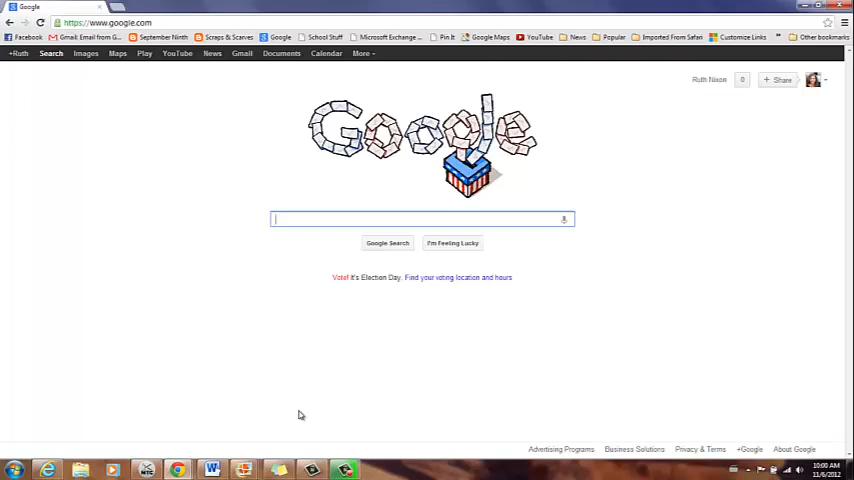 Google
https://www.google.com
Facebook Gmail: Email from G... September Ninth Scraps & Scarves Google School Stuff Microsoft Exchange ... Pin It Google Maps YouTube News Popular Imported From Safari Customize Links » Other bookmarks
+Ruth Search Images Maps Play YouTube News Gmail Documents Calendar More
Ruth Nixon 0 + Share
Google
Google Search I'm Feeling Lucky
Vote! It's Election Day. Find your voting location and hours
Advertising Programs Business Solutions Privacy & Terms +Google About Google
MTC
10:00 AM
11/6/2012